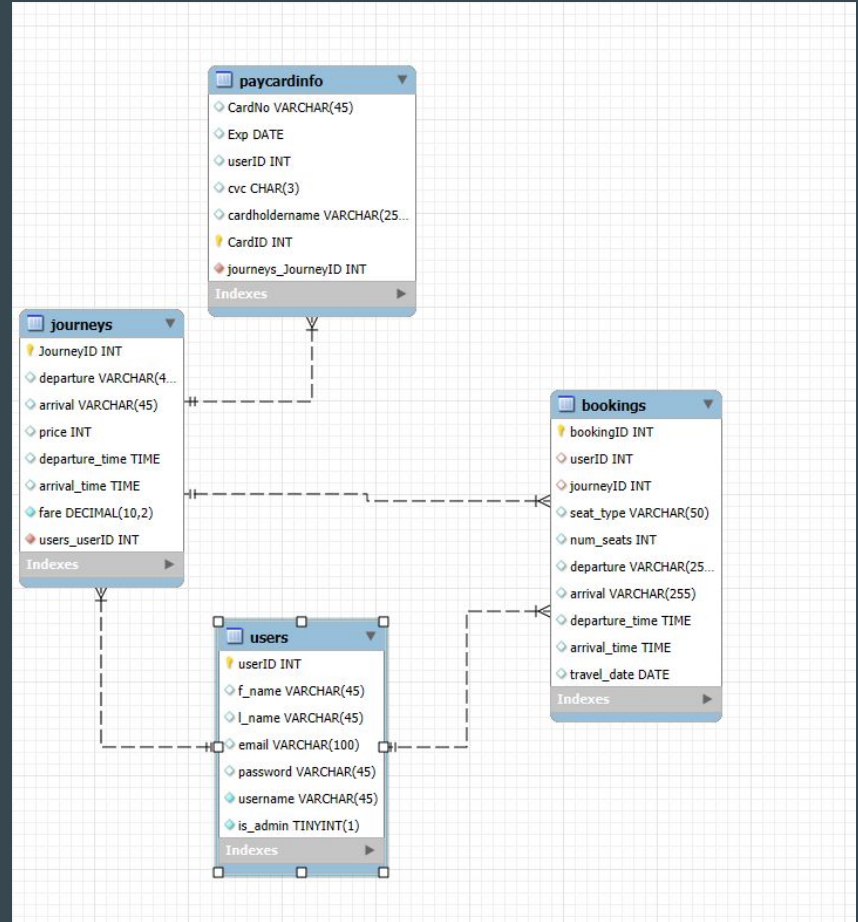 paycardinfo
CardNo VARCHAR(45)
Exp DATE
userID INT
cvc CHAR(3)
cardholdername VARCHAR(25...
CardID INT
journeys_JourneyID INT
Indexes
journeys
JourneyID INT
departure VARCHAR(4...
arrival VARCHAR(45)
price INT
departure_time TIME
arrival_time TIME
fare DECIMAL(10,2)
users_userID INT
Indexes
bookings
bookingID INT
userID INT
journeyID INT
seat_type VARCHAR(50)
num_seats INT
departure VARCHAR(25...
arrival VARCHAR(255)
departure_time TIME
arrival_time TIME
travel_date DATE
Indexes
users
userID INT
f_name VARCHAR(45)
l_name VARCHAR(45)
email VARCHAR(100)
password VARCHAR(45)
username VARCHAR(45)
is_admin TINYINT(1)
Indexes